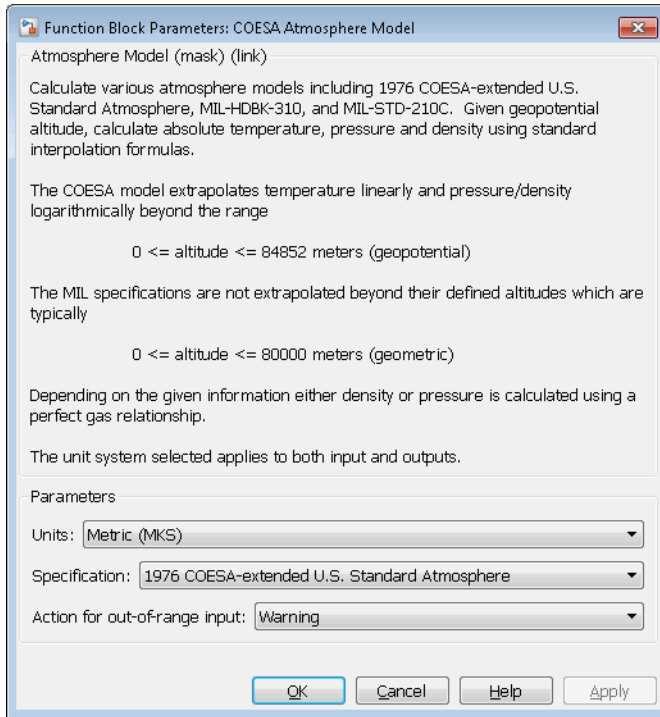 Function Block Parameters: COESA Atmosphere Model
Atmosphere Model (mask) (link)
Calculate various atmosphere models including 1976 COESA-extended U.S.
Standard Atmosphere, MIL-HDBK-310, and MIL-STD-210C.  Given geopotential
altitude, calculate absolute temperature, pressure and density using standard
interpolation formulas.
The COESA model extrapolates temperature linearly and pressure/density
logarithmically beyond the range
0 <= altitude <= 84852 meters (geopotential)
The MIL specifications are not extrapolated beyond their defined altitudes which are
typically
0 <= altitude <= 80000 meters (geometric)
Depending on the given information either density or pressure is calculated using a
perfect gas relationship.
The unit system selected applies to both input and outputs.
Parameters
Units: Metric (MKS)
Specification: 1976 COESA-extended U.S. Standard Atmosphere
Action for out-of-range input: Warning
OK Cancel Help Apply